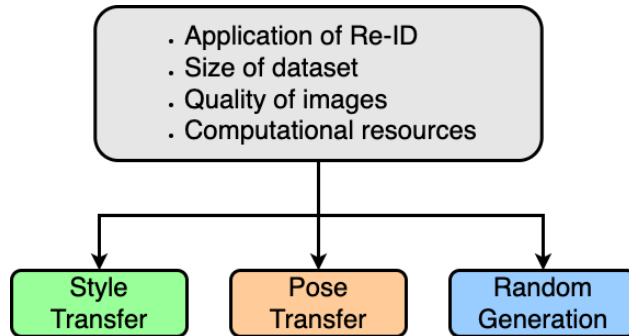 • Application of Re-ID
• Size of dataset
• Quality of images
• Computational resources
Style
Transfer
Pose
Transfer
Random
Generation